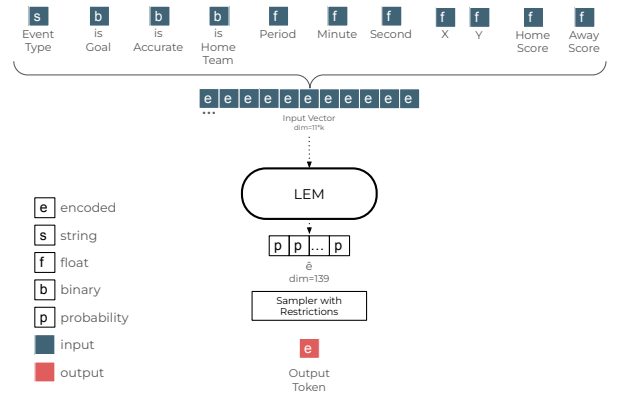 s b b b f f f f f f f
Event Type
is Goal
is Accurate
is Home Team
Period
Minute
Second
X
Y
Home Score
Away Score
e e e e e e e e e e e
...
Input Vector
dim=11*k
LEM
p p ... p
ê
dim=139
Sampler with
Restrictions
e encoded
s string
f float
b binary
p probability
input
output
e
Output
Token